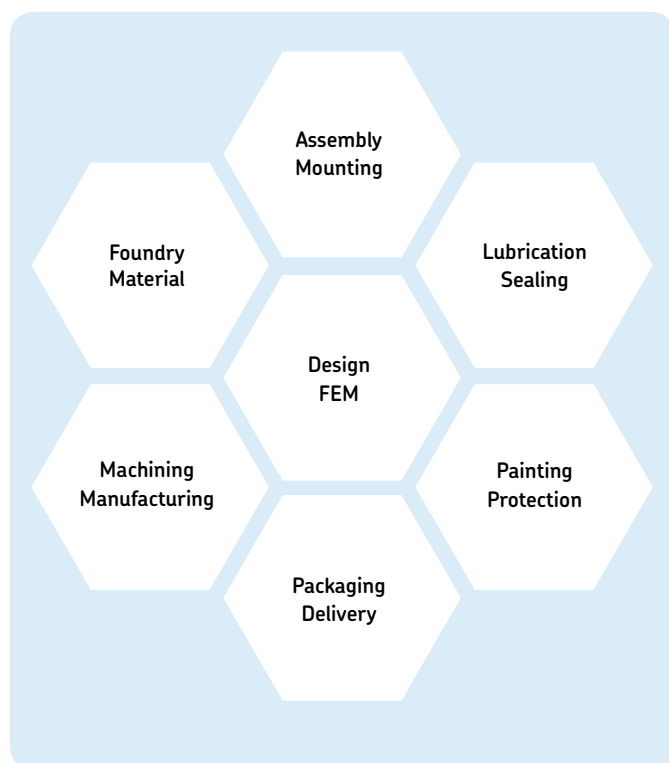 Assembly
Mounting
Foundry
Material
Lubrication
Sealing
Design
FEM
Machining
Manufacturing
Painting
Protection
Packaging
Delivery